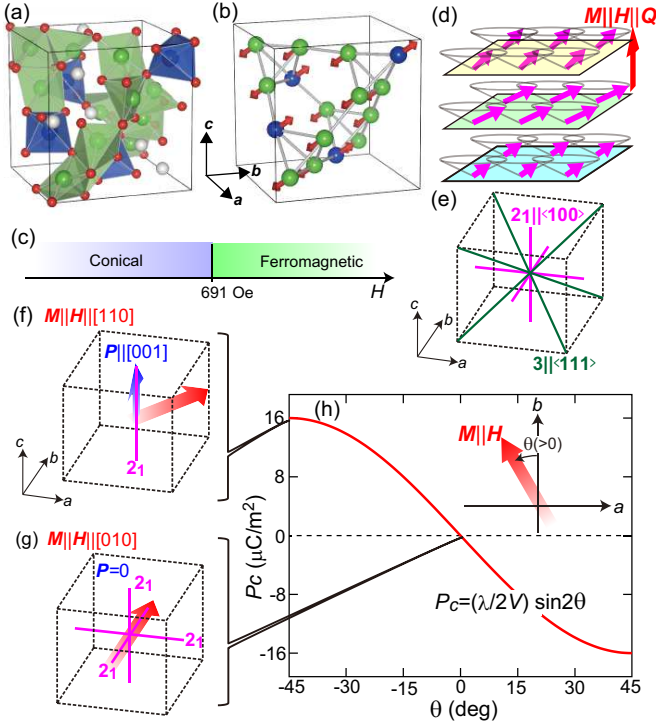 (a)
(b)
c
b
a
(d)
M||H||Q
(e)
2₁||<100>
3||<111>
c
b
a
(c)
Conical
Ferromagnetic
691 Oe
H
(f)
M||H||[110]
P||[001]
2₁
c
b
a
(g)
M||H||[010]
P=0
2₁
2₁
2₁
(h)
16
8
0
-8
-16
Pc (μC/m²)
M||H
θ(>0)
b
a
Pc=(λ/2V) sin2θ
-45 -30 -15 0 15 30 45
θ (deg)